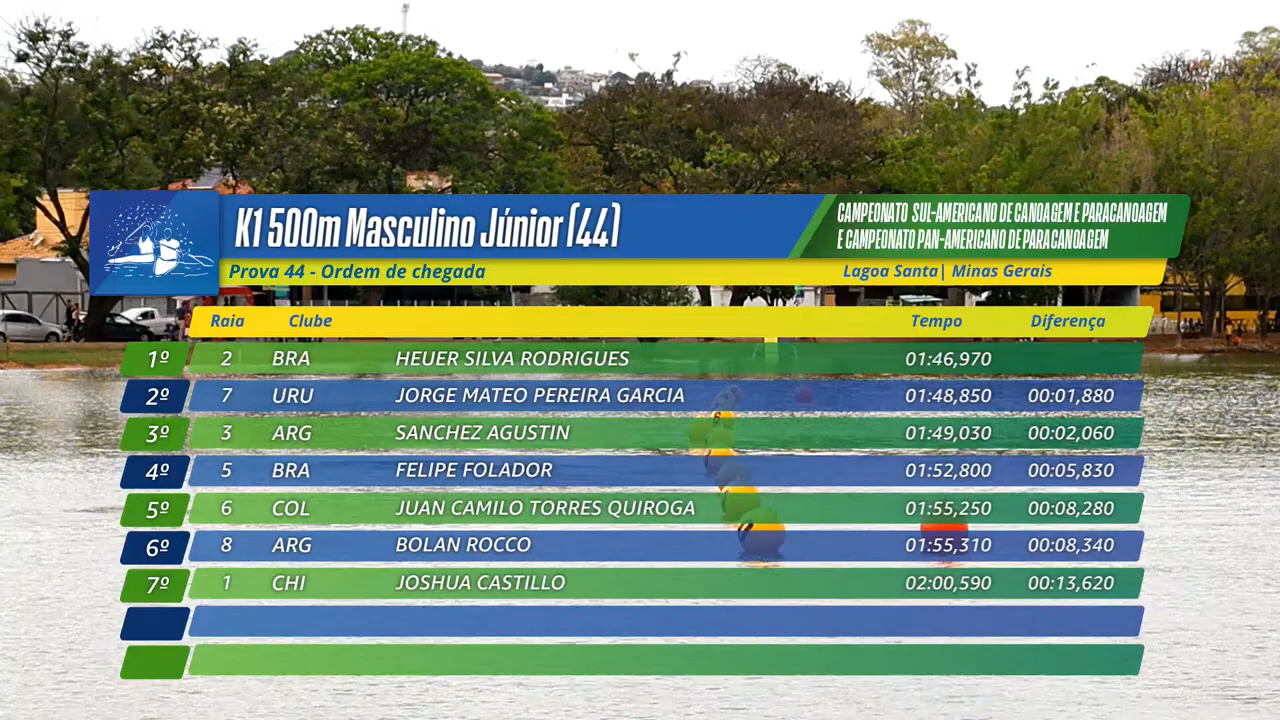 K1 500m Masculino Júnior (44)
CAMPEONATO SUL-AMERICANO DE CANOAGEM E PARACANOAGEM
E CAMPEONATO PAN-AMERICANO DE PARACANOAGEM
Prova 44 - Ordem de chegada
Lagoa Santa| Minas Gerais
Raia Clube Tempo Diferença
1º 2 BRA HEUER SILVA RODRIGUES 01:46,970
2º 7 URU JORGE MATEO PEREIRA GARCIA 01:48,850 00:01,880
3º 3 ARG SANCHEZ AGUSTIN 01:49,030 00:02,060
4º 5 BRA FELIPE FOLADOR 01:52,800 00:05,830
5º 6 COL JUAN CAMILO TORRES QUIROGA 01:55,250 00:08,280
6º 8 ARG BOLAN ROCCO 01:55,310 00:08,340
7º 1 CHI JOSHUA CASTILLO 02:00,590 00:13,620
6